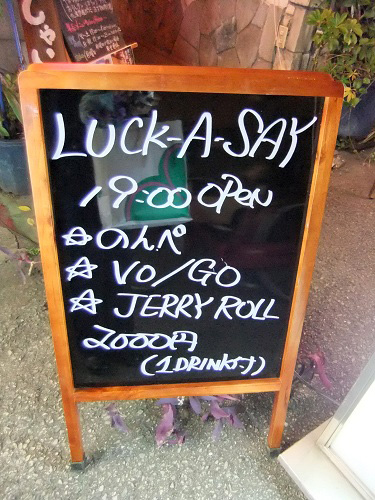 LUCK-A-SAY
19:00 OPEN
☆のんぺ
☆ VO/GO
☆ JERRY ROLL
2000円
(1DRINK付)